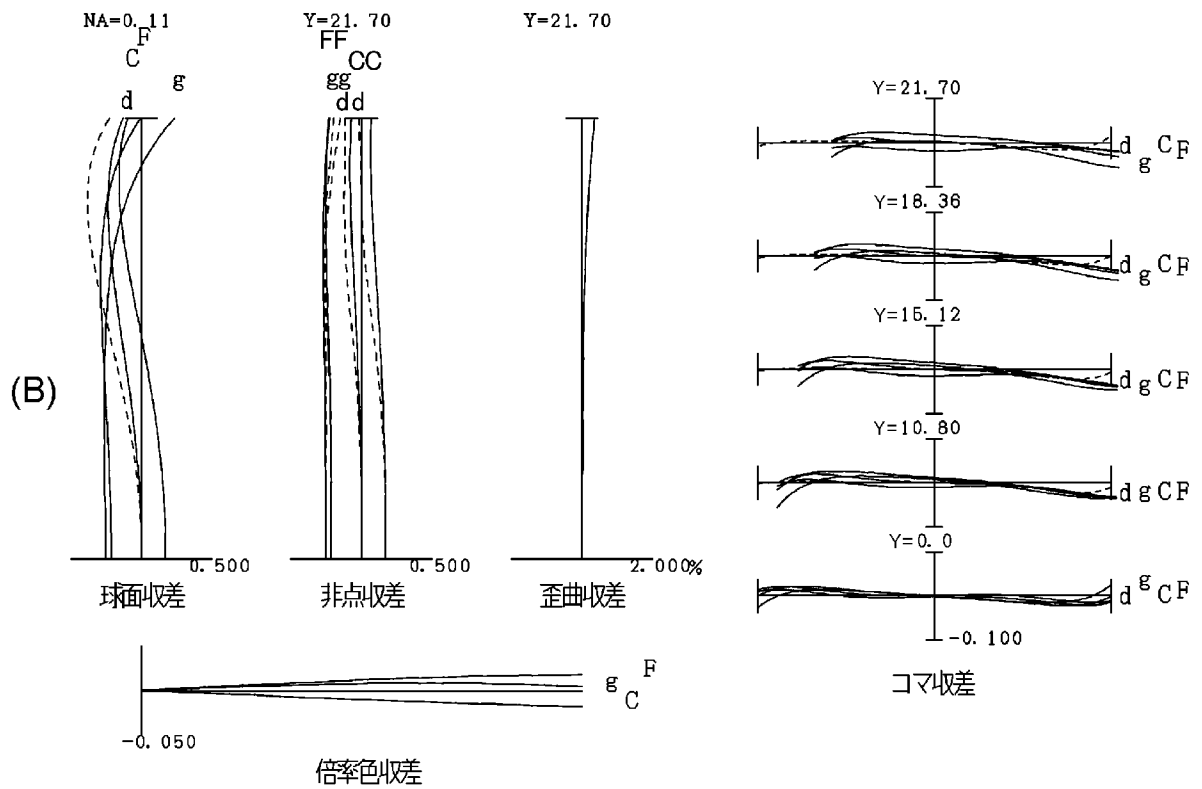 NA=0. 11
F
C
g
d
0. 500
球面収差
Y=21. 70
FF
CC
gg
dd
0. 500
非点収差
Y=21. 70
2. 000%
歪曲収差
(B)
Y=21. 70
d g C F
Y=18. 36
d g C F
Y=15. 12
d g C F
Y=10. 80
d g C F
Y=0. 0
d g C F
-0. 100
コマ収差
F
g
C
-0. 050
倍率色収差